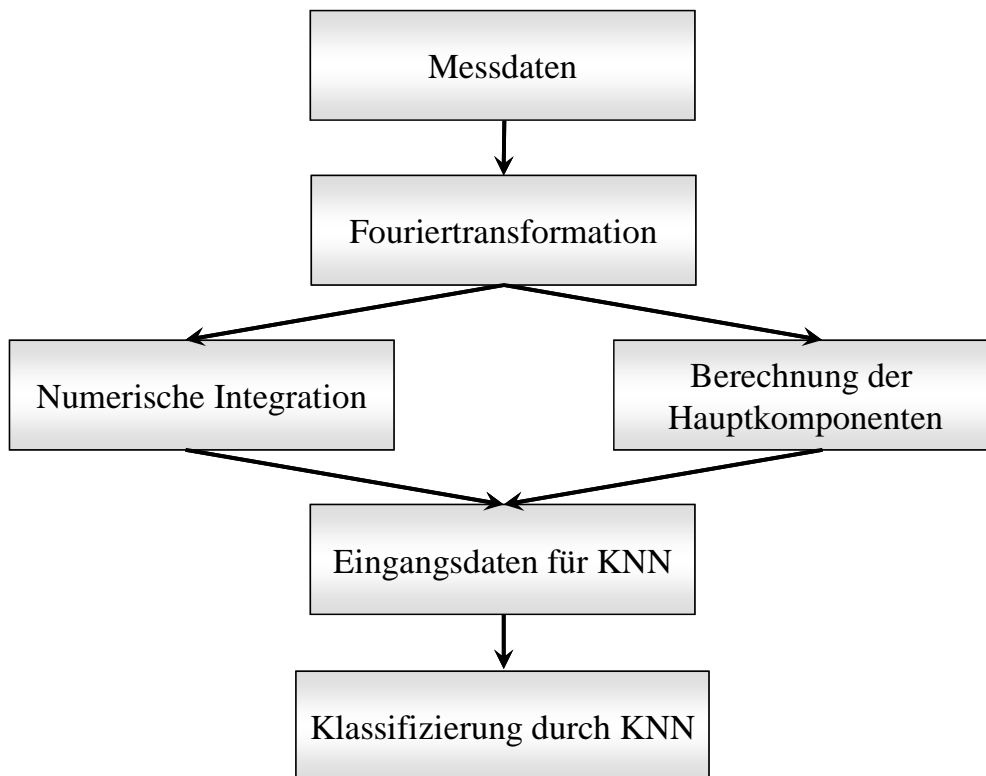 Messdaten
Fouriertransformation
Numerische Integration
Berechnung der
Hauptkomponenten
Eingangsdaten für KNN
Klassifizierung durch KNN